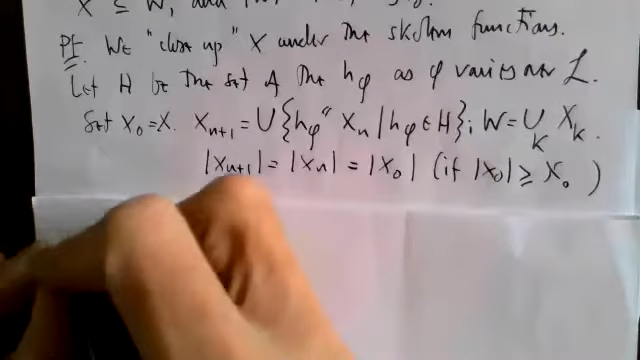 X ⊆ W, and
Pf. We "close up" X under the skolem functions.
Let H be the set of the h_φ as φ varies over ℒ.
Set X₀ = X. X_{n+1} = ∪{h_φ" X_n | h_φ ∈ H}; W = ∪_K X_K.
|X_{n+1}| = |X_n| = |X₀| (if |X₀| ≥ ℵ₀)